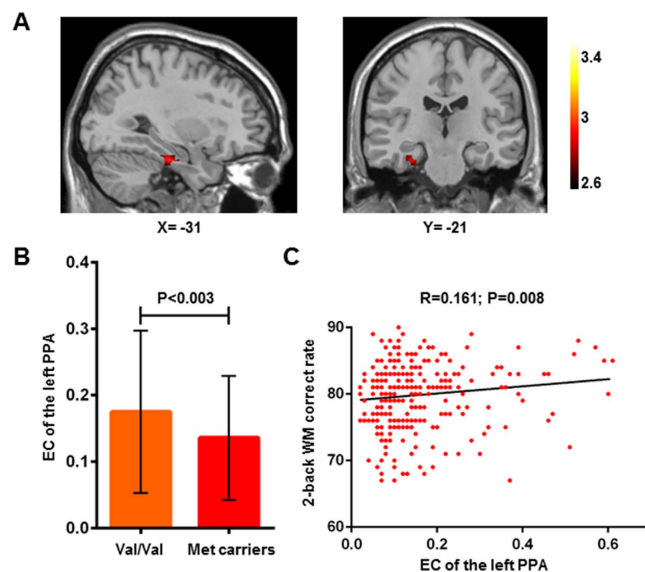 A
3.4
3
2.6
X= -31
Y= -21
B
EC of the left PPA
0.4
0.3
0.2
0.1
0.0
P<0.003
Val/Val
Met carriers
C
R=0.161; P=0.008
2-back WM correct rate
90
80
70
60
0.0
0.2
0.4
0.6
EC of the left PPA